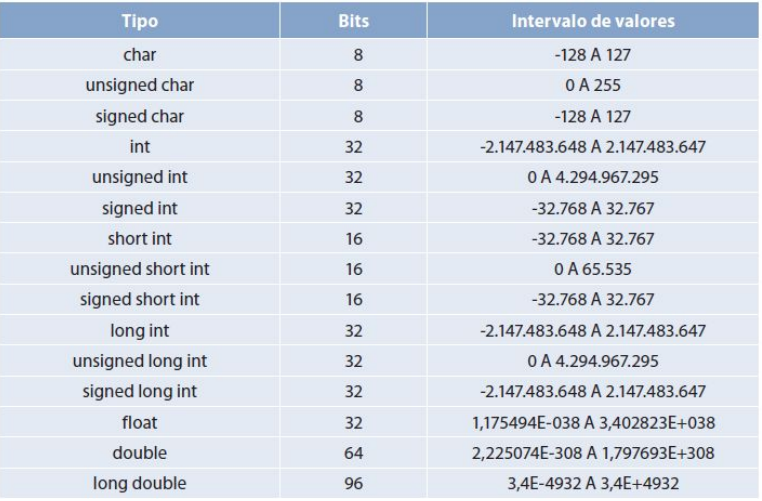 Tipo Bits Intervalo de valores
char 8 -128 A 127
unsigned char 8 0 A 255
signed char 8 -128 A 127
int 32 -2.147.483.648 A 2.147.483.647
unsigned int 32 0 A 4.294.967.295
signed int 32 -32.768 A 32.767
short int 16 -32.768 A 32.767
unsigned short int 16 0 A 65.535
signed short int 16 -32.768 A 32.767
long int 32 -2.147.483.648 A 2.147.483.647
unsigned long int 32 0 A 4.294.967.295
signed long int 32 -2.147.483.648 A 2.147.483.647
float 32 1,175494E-038 A 3,402823E+038
double 64 2,225074E-308 A 1,797693E+308
long double 96 3,4E-4932 A 3,4E+4932